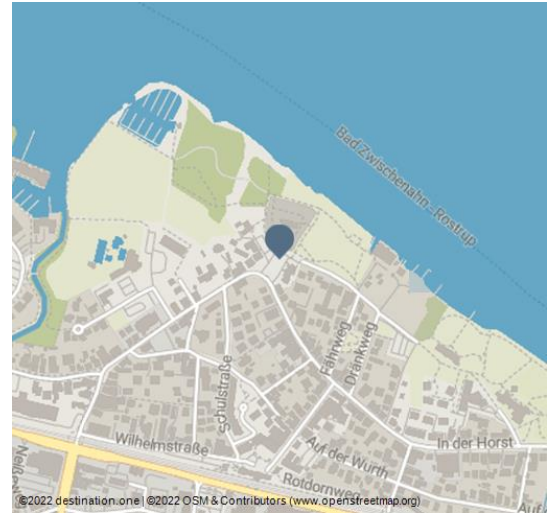 Bad Zwischenahn - Rostrup
Fährweg
Drankweg
Schulstraße
In der Horst
Wilhelmstraße
Auf der Wurth
Rotdornweg
Auf
©2022 destination.one | ©2022 OSM & Contributors (www.openstreetmap.org)